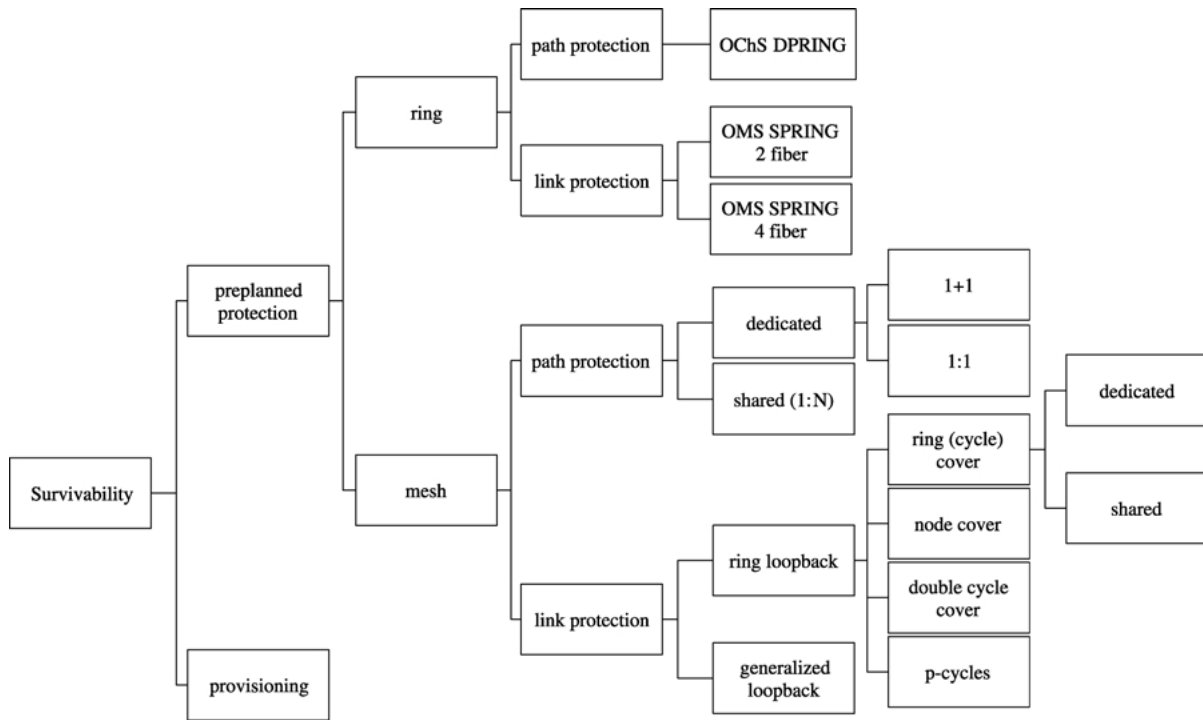 path protection
OChS DPRING
ring
OMS SPRING
2 fiber
link protection
OMS SPRING
4 fiber
preplanned
protection
1+1
dedicated
path protection
1:1
shared (1:N)
dedicated
ring (cycle)
cover
Survivability
mesh
shared
node cover
ring loopback
double cycle
cover
link protection
generalized
loopback
p-cycles
provisioning